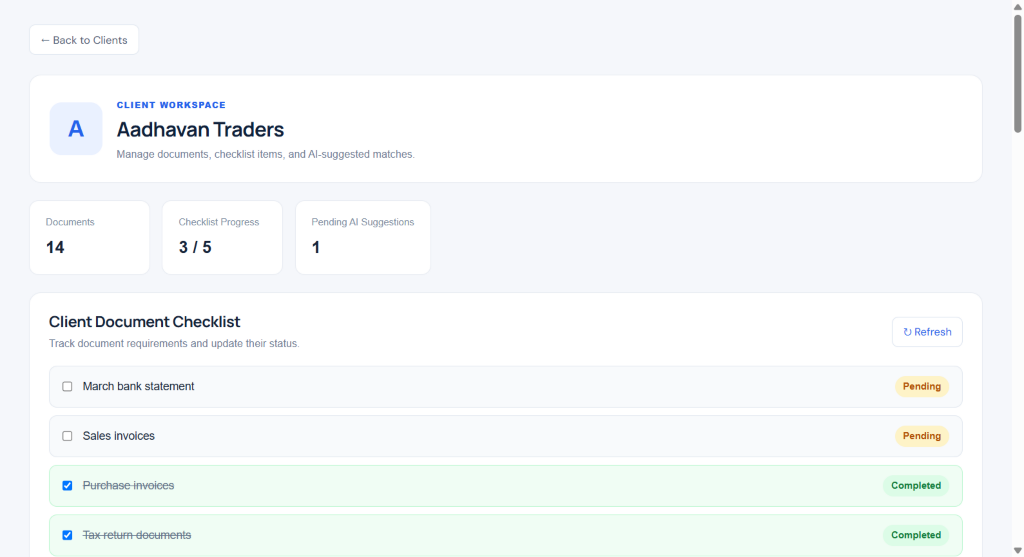 ← Back to Clients
A
CLIENT WORKSPACE
Aadhavan Traders
Manage documents, checklist items, and AI-suggested matches.
Documents
14
Checklist Progress
3 / 5
Pending AI Suggestions
1
Client Document Checklist
Track document requirements and update their status.
↻ Refresh
March bank statement
Pending
Sales invoices
Pending
Purchase invoices
Completed
Tax return documents
Completed